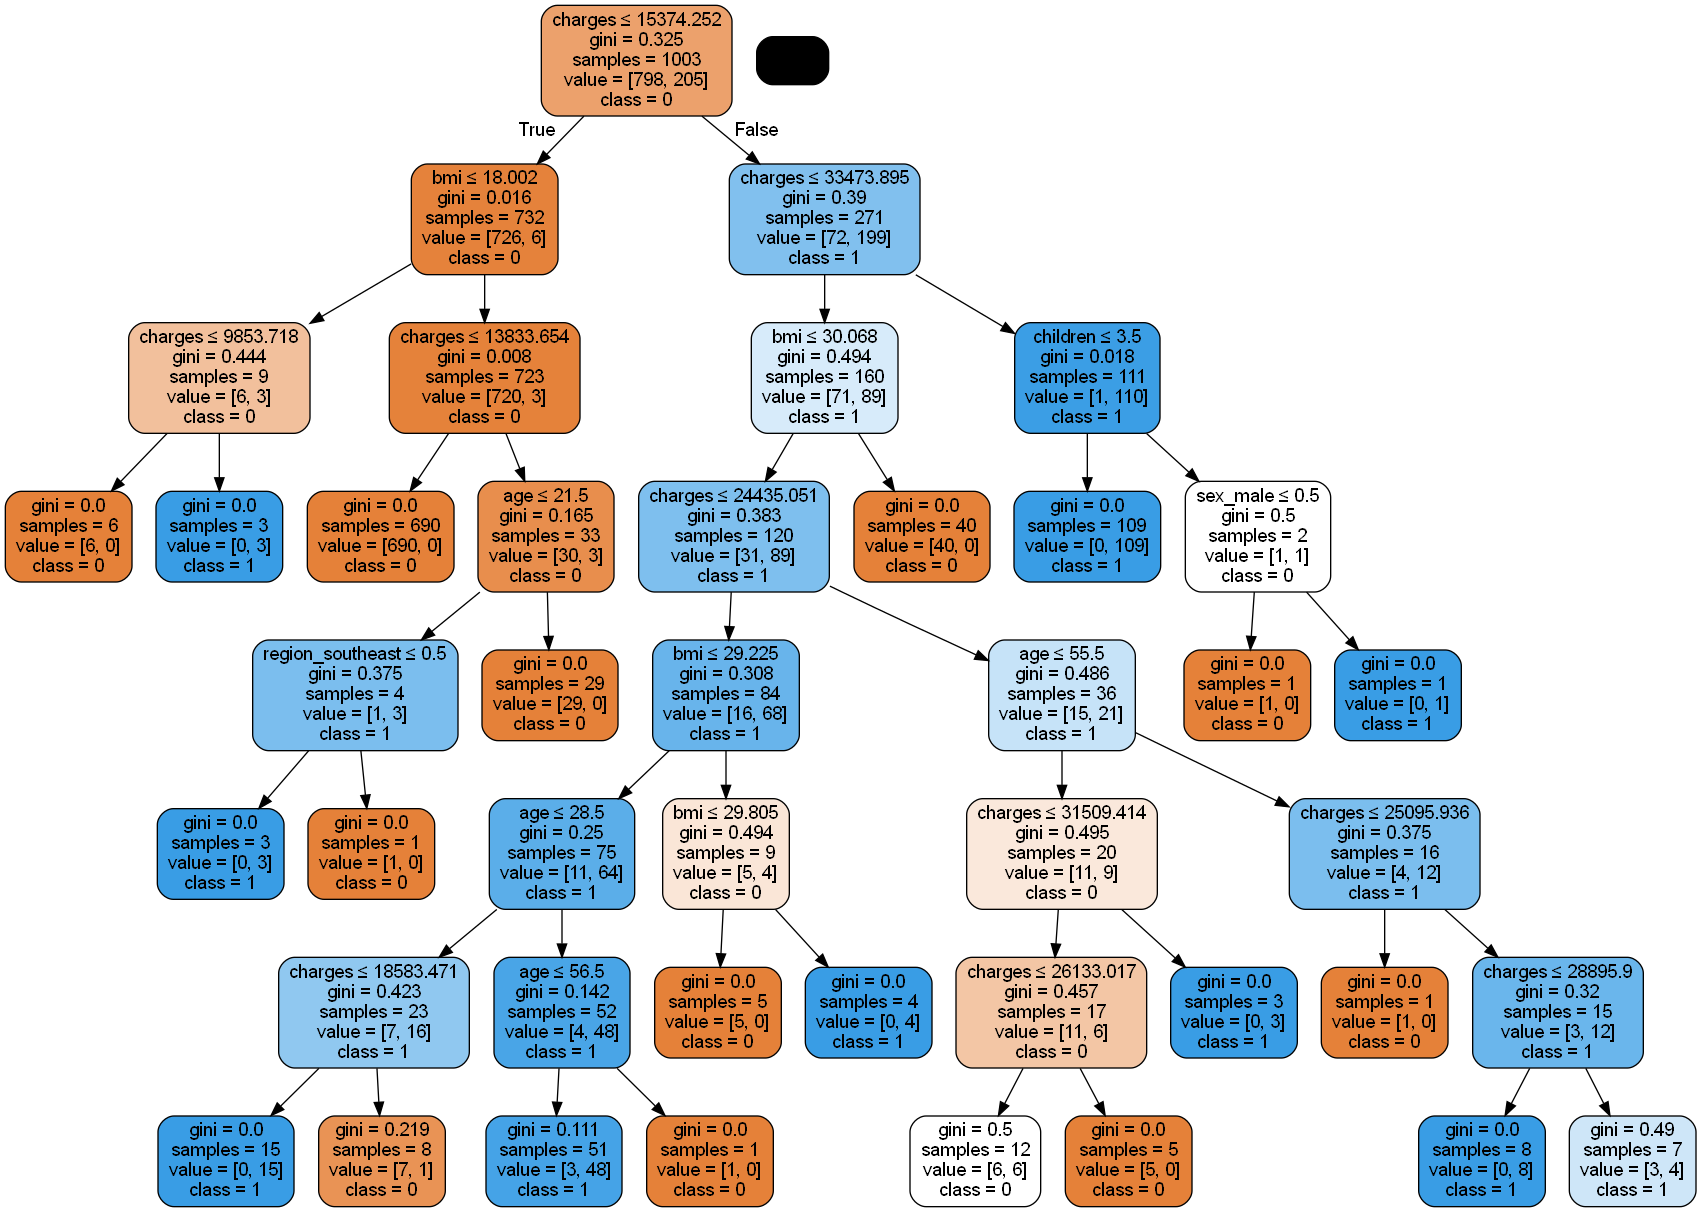 charges ≤ 15374.252
gini = 0.325
samples = 1003
value = [798, 205]
class = 0
True
False
bmi ≤ 18.002
gini = 0.016
samples = 732
value = [726, 6]
class = 0
charges ≤ 33473.895
gini = 0.39
samples = 271
value = [72, 199]
class = 1
charges ≤ 9853.718
gini = 0.444
samples = 9
value = [6, 3]
class = 0
charges ≤ 13833.654
gini = 0.008
samples = 723
value = [720, 3]
class = 0
bmi ≤ 30.068
gini = 0.494
samples = 160
value = [71, 89]
class = 1
children ≤ 3.5
gini = 0.018
samples = 111
value = [1, 110]
class = 1
gini = 0.0
samples = 6
value = [6, 0]
class = 0
gini = 0.0
samples = 3
value = [0, 3]
class = 1
gini = 0.0
samples = 690
value = [690, 0]
class = 0
age ≤ 21.5
gini = 0.165
samples = 33
value = [30, 3]
class = 0
charges ≤ 24435.051
gini = 0.383
samples = 120
value = [31, 89]
class = 1
gini = 0.0
samples = 40
value = [40, 0]
class = 0
gini = 0.0
samples = 109
value = [0, 109]
class = 1
sex_male ≤ 0.5
gini = 0.5
samples = 2
value = [1, 1]
class = 0
region_southeast ≤ 0.5
gini = 0.375
samples = 4
value = [1, 3]
class = 1
gini = 0.0
samples = 29
value = [29, 0]
class = 0
bmi ≤ 29.225
gini = 0.308
samples = 84
value = [16, 68]
class = 1
age ≤ 55.5
gini = 0.486
samples = 36
value = [15, 21]
class = 1
gini = 0.0
samples = 1
value = [1, 0]
class = 0
gini = 0.0
samples = 1
value = [0, 1]
class = 1
gini = 0.0
samples = 3
value = [0, 3]
class = 1
gini = 0.0
samples = 1
value = [1, 0]
class = 0
age ≤ 28.5
gini = 0.25
samples = 75
value = [11, 64]
class = 1
bmi ≤ 29.805
gini = 0.494
samples = 9
value = [5, 4]
class = 0
charges ≤ 31509.414
gini = 0.495
samples = 20
value = [11, 9]
class = 0
charges ≤ 25095.936
gini = 0.375
samples = 16
value = [4, 12]
class = 1
charges ≤ 18583.471
gini = 0.423
samples = 23
value = [7, 16]
class = 1
age ≤ 56.5
gini = 0.142
samples = 52
value = [4, 48]
class = 1
gini = 0.0
samples = 5
value = [5, 0]
class = 0
gini = 0.0
samples = 4
value = [0, 4]
class = 1
charges ≤ 26133.017
gini = 0.457
samples = 17
value = [11, 6]
class = 0
gini = 0.0
samples = 3
value = [0, 3]
class = 1
gini = 0.0
samples = 1
value = [1, 0]
class = 0
charges ≤ 28895.9
gini = 0.32
samples = 15
value = [3, 12]
class = 1
gini = 0.0
samples = 15
value = [0, 15]
class = 1
gini = 0.219
samples = 8
value = [7, 1]
class = 0
gini = 0.111
samples = 51
value = [3, 48]
class = 1
gini = 0.0
samples = 1
value = [1, 0]
class = 0
gini = 0.5
samples = 12
value = [6, 6]
class = 0
gini = 0.0
samples = 5
value = [5, 0]
class = 0
gini = 0.0
samples = 8
value = [0, 8]
class = 1
gini = 0.49
samples = 7
value = [3, 4]
class = 1